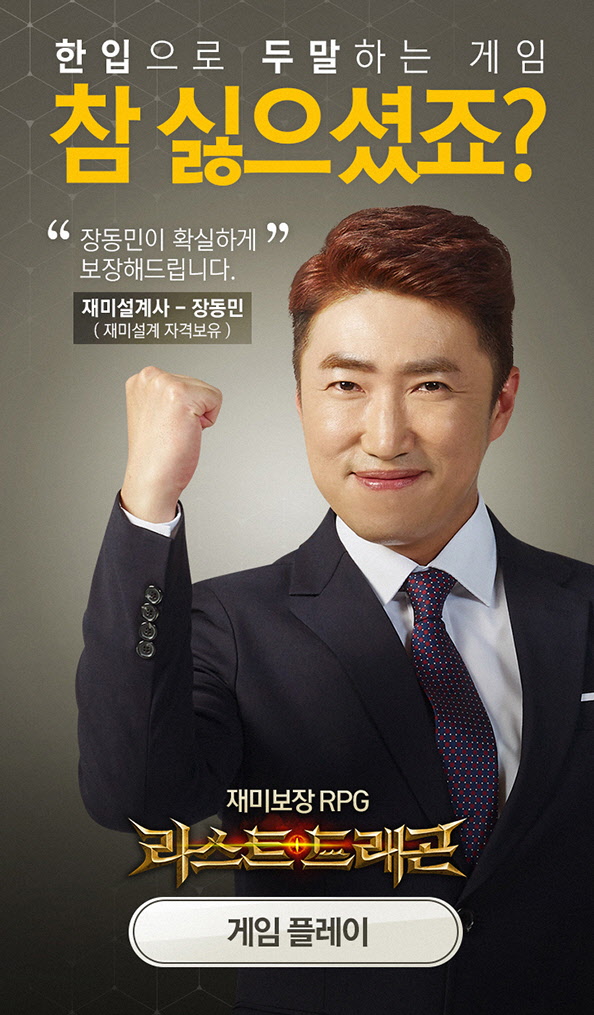 한입으로 두말하는 게임
참 싫으셨죠?
“ 장동민이 확실하게 ”
보장해드립니다.
재미설계사 - 장동민
( 재미설계 자격보유 )
재미보장 RPG
라스트드래곤
게임 플레이